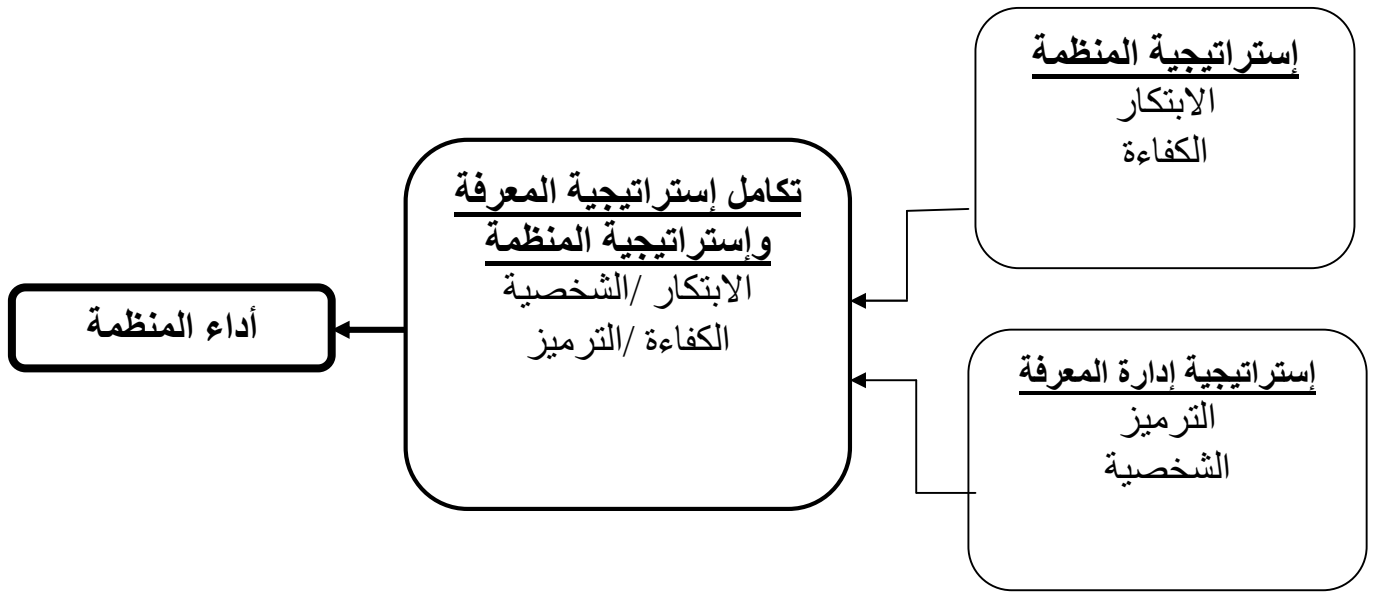 إستراتيجية المنظمة
الابتكار
الكفاءة
إستراتيجية إدارة المعرفة
الترميز
الشخصية
تكامل إستراتيجية المعرفة
وإستراتيجية المنظمة
الابتكار /الشخصية
الكفاءة /الترميز
أداء المنظمة